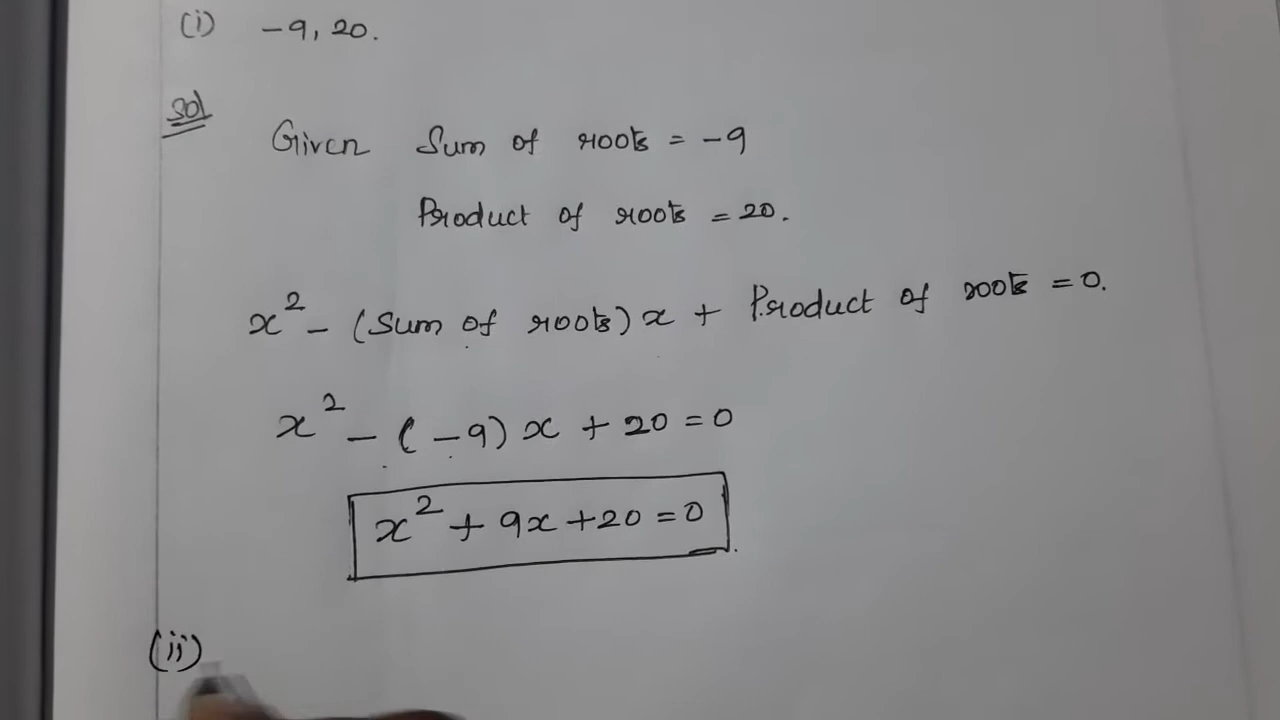 (i) -9, 20.
Sol
Given Sum of roots = -9
Product of roots = 20.
x² - (Sum of roots) x + Product of roots = 0.
x² - (-9) x + 20 = 0
x² + 9x + 20 = 0
(ii)